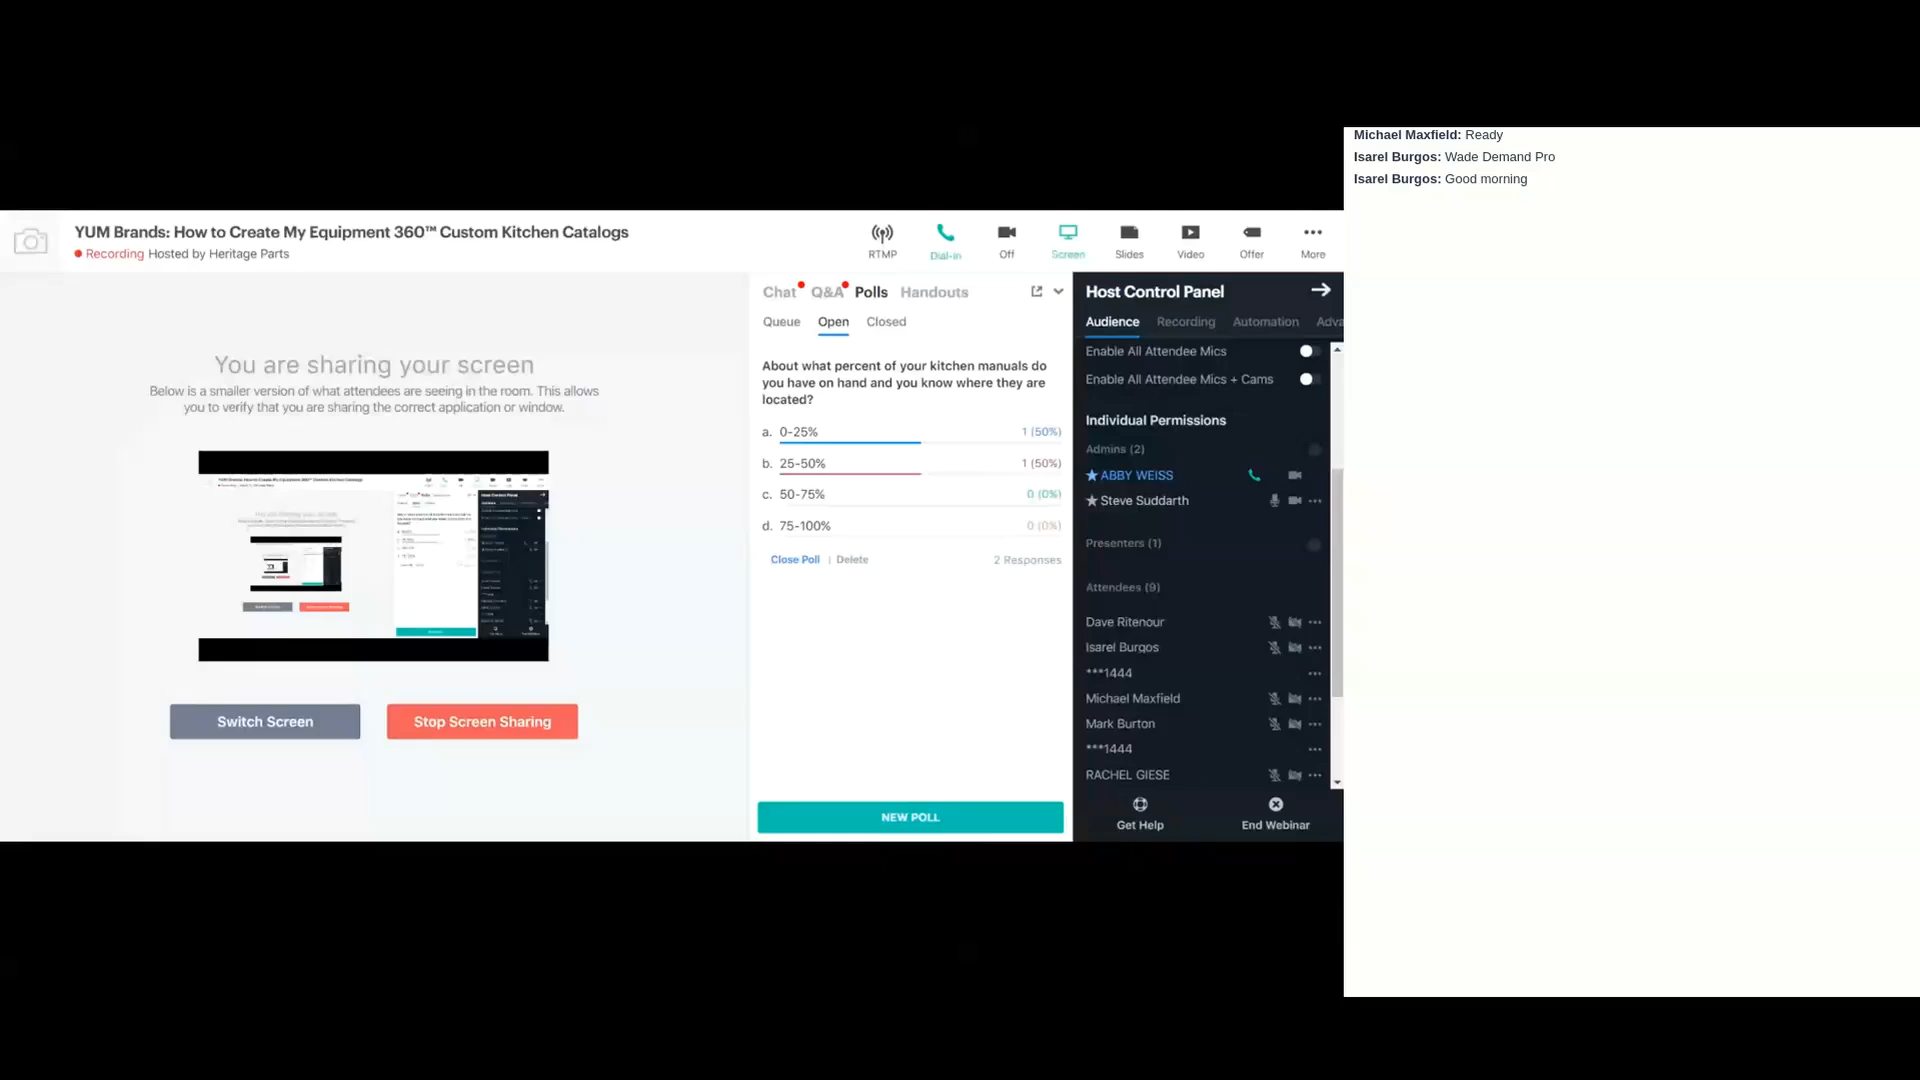 Michael Maxfield: Ready
Isarel Burgos: Wade Demand Pro
Isarel Burgos: Good morning
YUM Brands: How to Create My Equipment 360™ Custom Kitchen Catalogs
Recording Hosted by Heritage Parts
RTMP
Dial-in
Off
Screen
Slides
Video
Offer
More
You are sharing your screen
Below is a smaller version of what attendees are seeing in the room. This allows
you to verify that you are sharing the correct application or window.
Switch Screen
Stop Screen Sharing
Chat Q&A Polls Handouts
Queue Open Closed
About what percent of your kitchen manuals do
you have on hand and you know where they are
located?
a. 0-25% 1 (50%)
b. 25-50% 1 (50%)
c. 50-75% 0 (0%)
d. 75-100% 0 (0%)
Close Poll | Delete 2 Responses
NEW POLL
Host Control Panel
Audience Recording Automation Adva
Enable All Attendee Mics
Enable All Attendee Mics + Cams
Individual Permissions
Admins (2)
ABBY WEISS
Steve Suddarth
Presenters (1)
Attendees (9)
Dave Ritenour
Isarel Burgos
***1444
Michael Maxfield
Mark Burton
***1444
RACHEL GIESE
Get Help
End Webinar